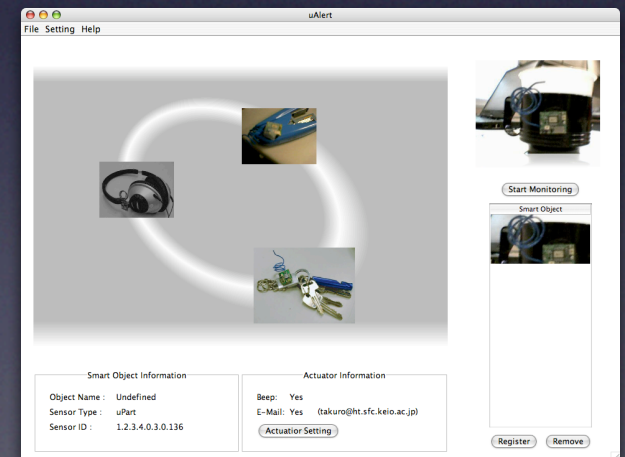 uAlert
File Setting Help
Start Monitoring
Smart Object
Smart Object Information
Object Name : Undefined
Sensor Type : uPart
Sensor ID : 1.2.3.4.0.3.0.136
Actuator Information
Beep: Yes
E-Mail: Yes (takuro@ht.sfc.keio.ac.jp)
Actuatior Setting
Register Remove